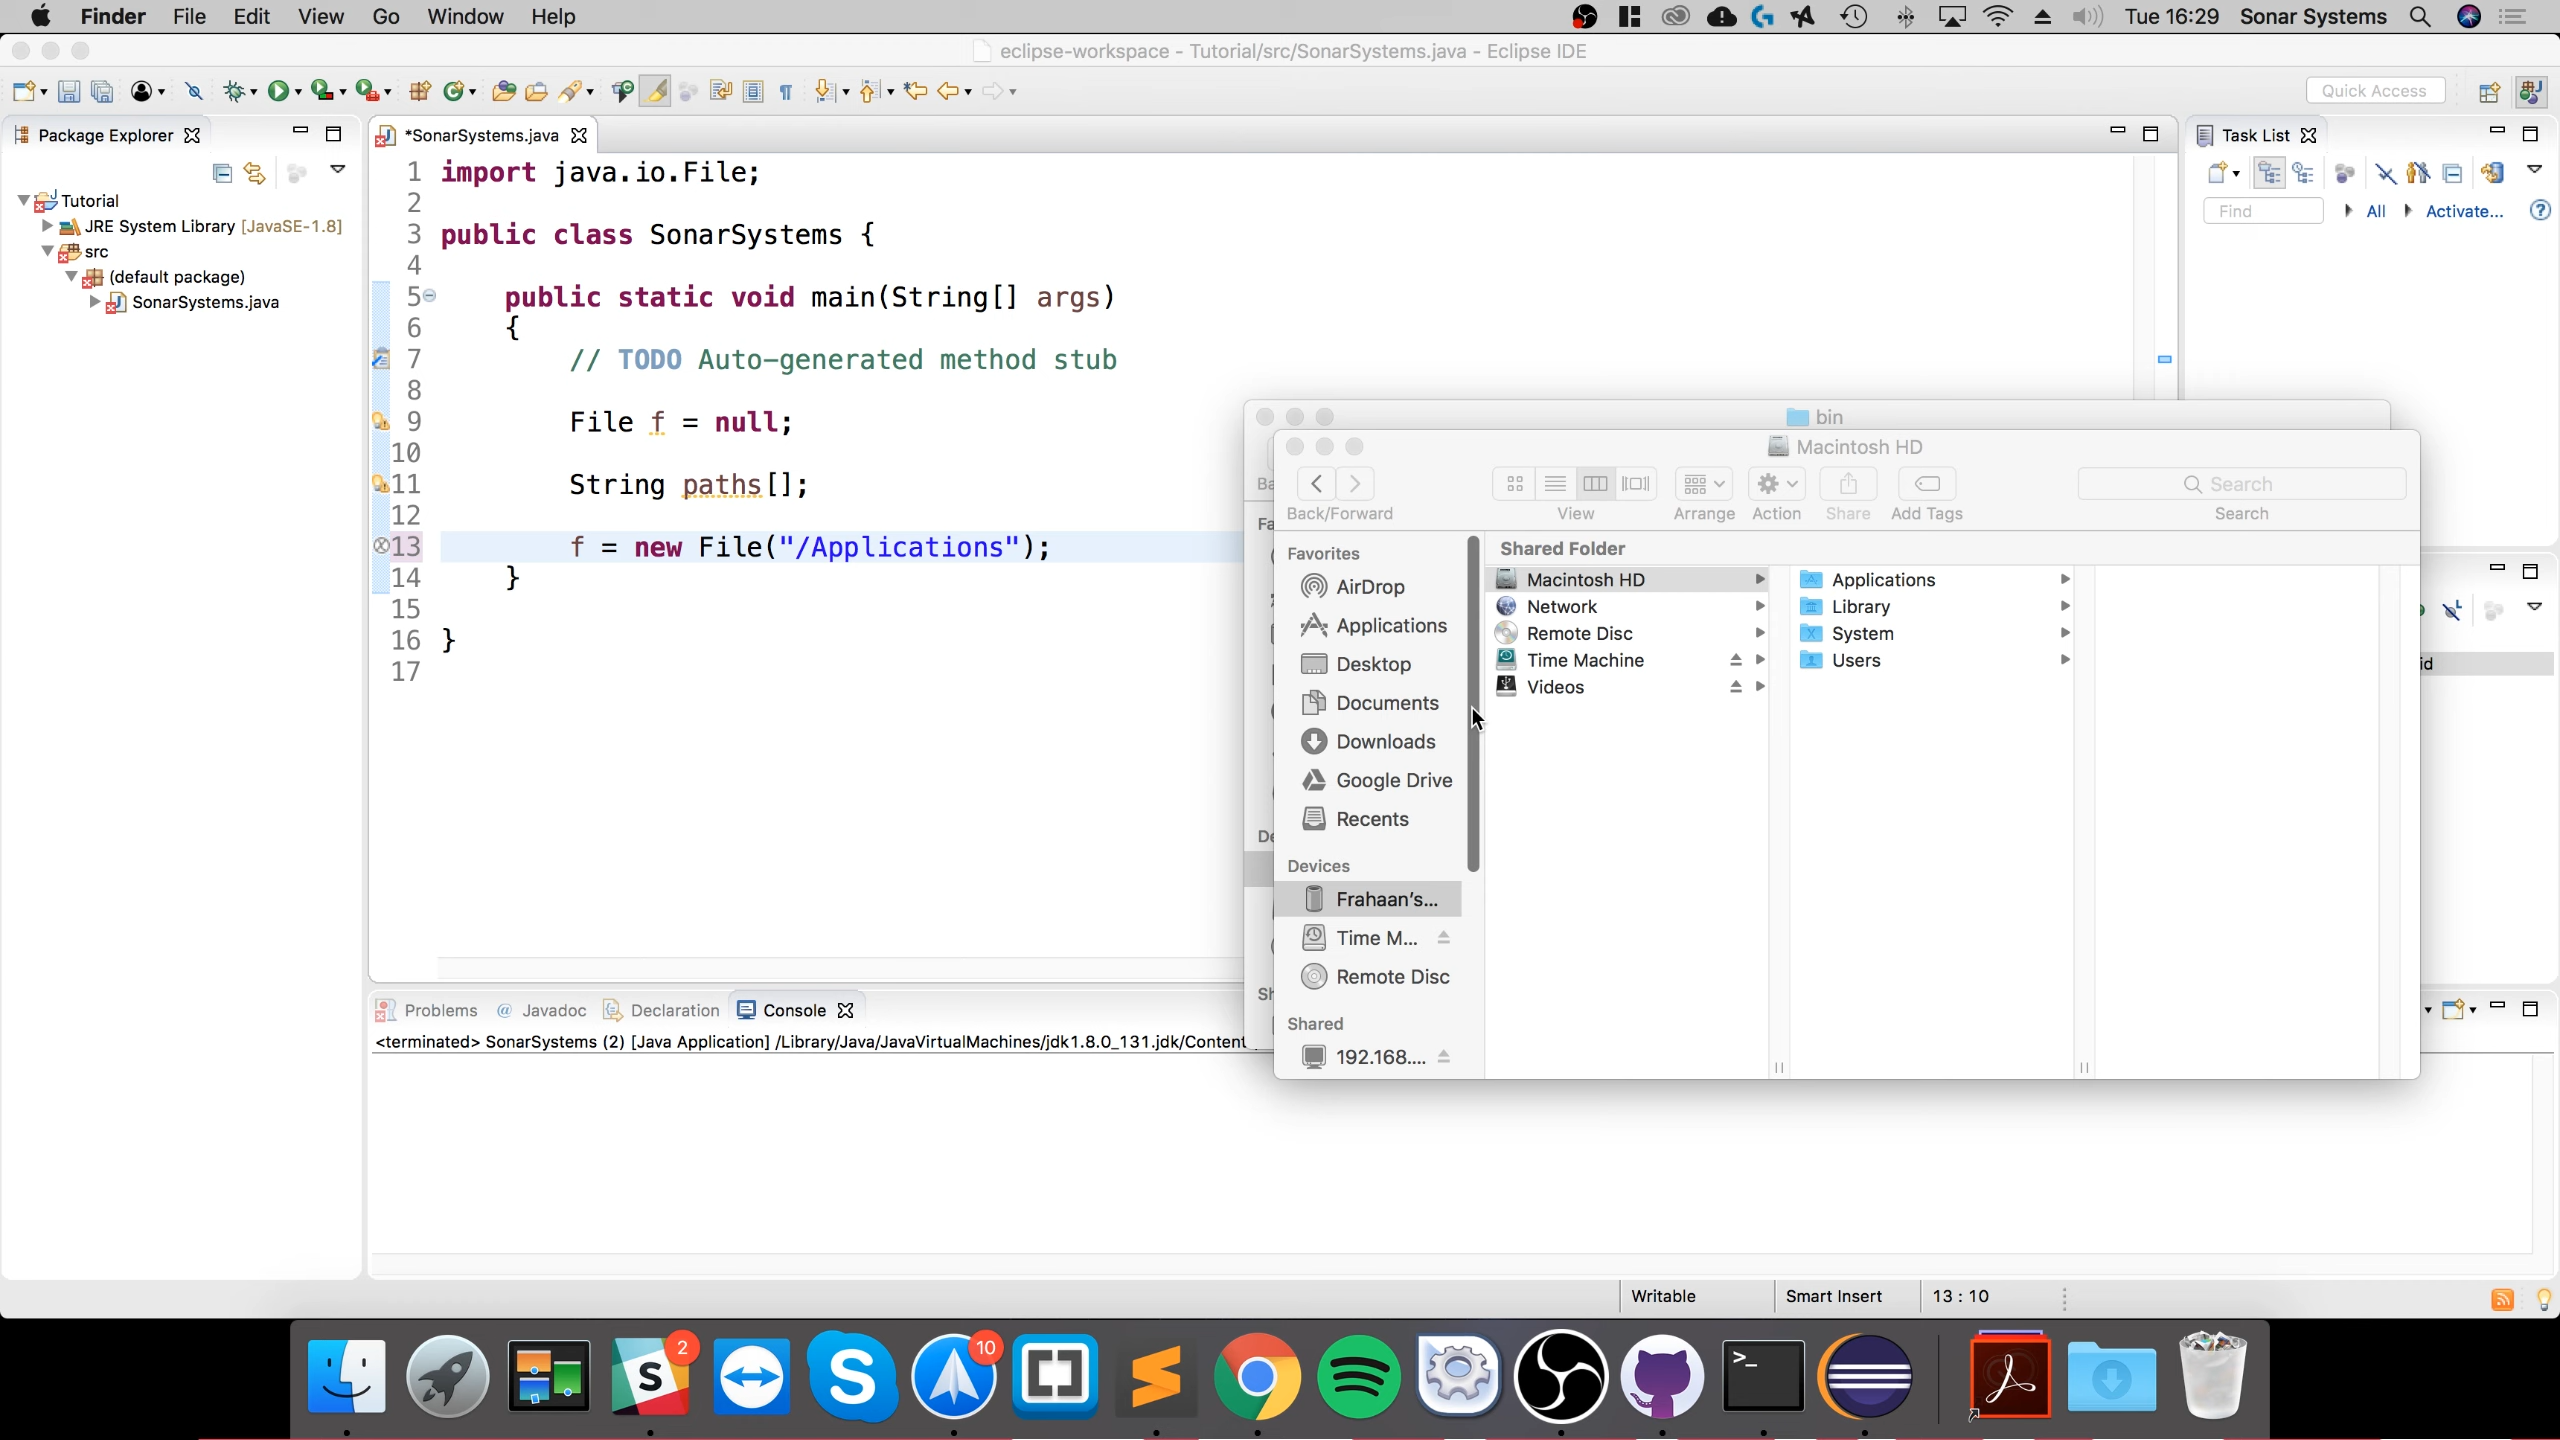 Finder File Edit View Go Window Help Tue 16:29 Sonar Systems
eclipse-workspace - Tutorial/src/SonarSystems.java - Eclipse IDE
Quick Access
Package Explorer
Tutorial
JRE System Library [JavaSE-1.8]
src
(default package)
SonarSystems.java
*SonarSystems.java
1 import java.io.File;
2
3 public class SonarSystems {
4
5 public static void main(String[] args)
6 {
7 // TODO Auto-generated method stub
8
9 File f = null;
10
11 String paths[];
12
13 f = new File("/Applications");
14 }
15
16 }
17
Task List
Find All Activate...
bin
Macintosh HD
Back/Forward View Arrange Action Share Add Tags Search
Search
Favorites
AirDrop
Applications
Desktop
Documents
Downloads
Google Drive
Recents
Devices
Frahaan's...
Time M...
Remote Disc
Shared
192.168....
Shared Folder
Macintosh HD
Network
Remote Disc
Time Machine
Videos
Applications
Library
System
Users
Problems Javadoc Declaration Console
<terminated> SonarSystems (2) [Java Application] /Library/Java/JavaVirtualMachines/jdk1.8.0_131.jdk/Content
Writable Smart Insert 13 : 10
2
10